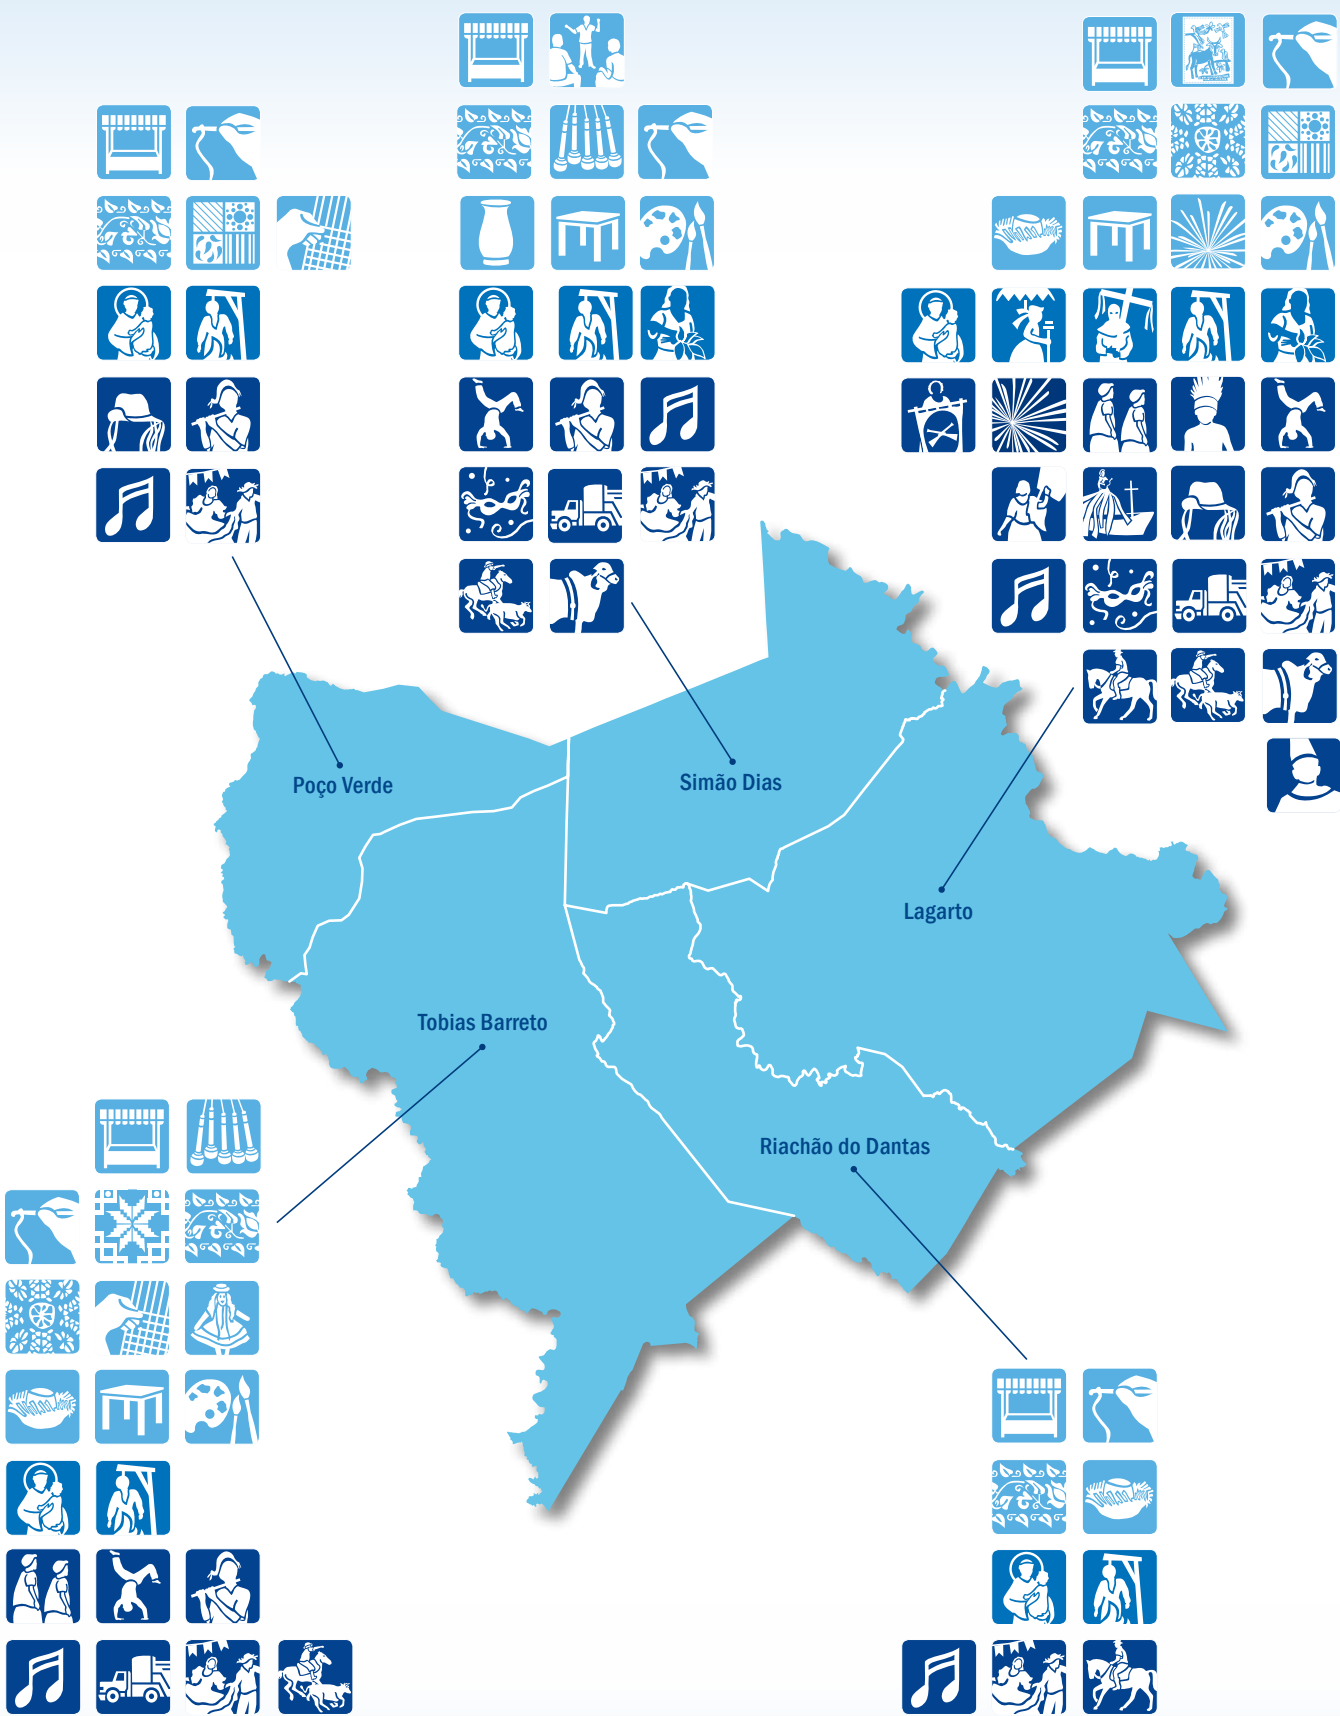 Poço Verde
Simão Dias
Lagarto
Tobias Barreto
Riachão do Dantas